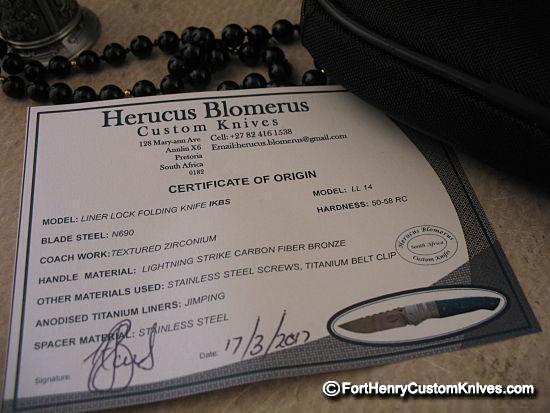 Herucus Blomerus
Custom Knives
128 Mary-ann Ave
Annlin X6
Pretoria
South Africa
0182
Cell: +27 82 416 1538
Email:herucus.blomerus@gmail.com
CERTIFICATE OF ORIGIN
MODEL: LINER LOCK FOLDING KNIFE IKBS
MODEL: LL 14
BLADE STEEL: N690
HARDNESS: 50-58 RC
COACH WORK:TEXTURED ZIRCONIUM
HANDLE MATERIAL: LIGHTNING STRIKE CARBON FIBER BRONZE
OTHER MATERIALS USED: STAINLESS STEEL SCREWS, TITANIUM BELT CLIP
ANODISED TITANIUM LINERS: JIMPING
SPACER MATERIAL: STAINLESS STEEL
Signature:
Date: 17/3/2017
Herucus Blomerus
South Africa
Custom Knifes
© FortHenryCustomKnives.com